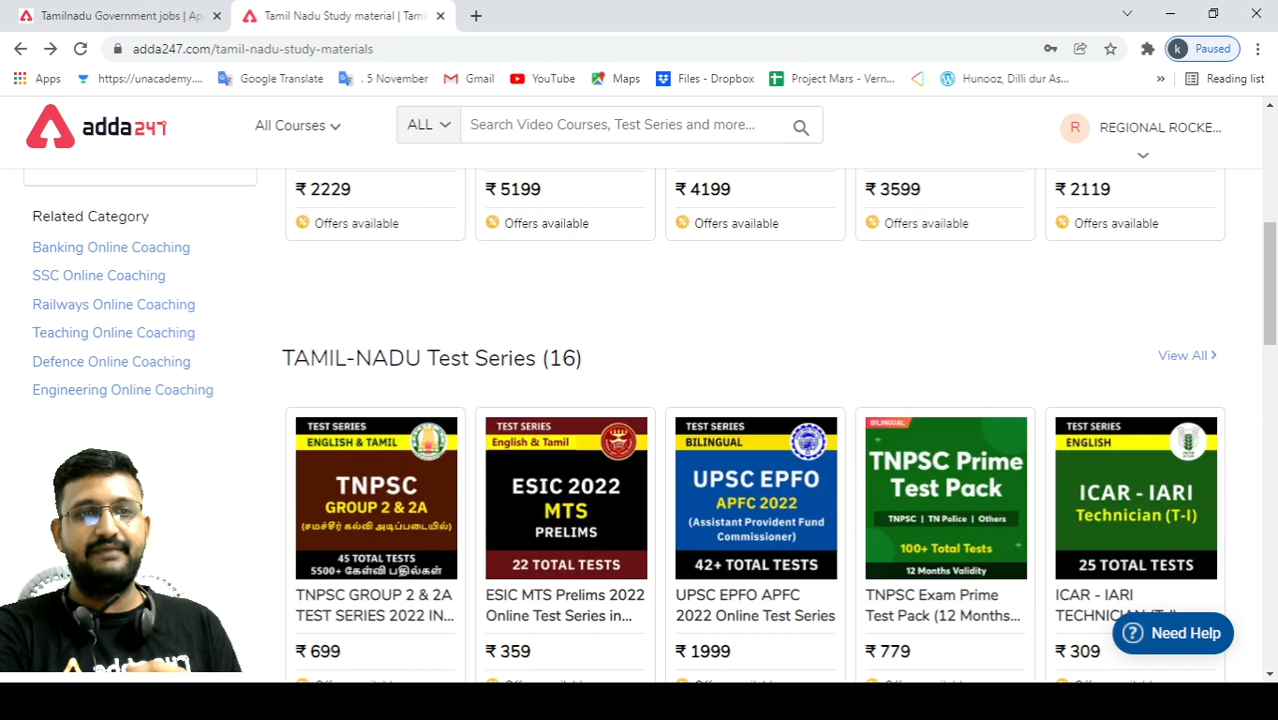 Tamilnadu Government jobs | Ap
Tamil Nadu Study material | Tami
adda247.com/tamil-nadu-study-materials
k Paused
Apps
https://unacademy....
Google Translate
. 5 November
Gmail
YouTube
Maps
Files - Dropbox
Project Mars - Vern...
Hunooz, Dilli dur As...
»
Reading list
adda247
All Courses
ALL
Search Video Courses, Test Series and more...
R
REGIONAL ROCKE...
₹ 2229
₹ 5199
₹ 4199
₹ 3599
₹ 2119
Offers available
Offers available
Offers available
Offers available
Offers available
Related Category
Banking Online Coaching
SSC Online Coaching
Railways Online Coaching
Teaching Online Coaching
Defence Online Coaching
Engineering Online Coaching
TAMIL-NADU Test Series (16)
View All
TEST SERIES
ENGLISH & TAMIL
TNPSC
GROUP 2 & 2A
(சமச்சீர் கல்வி அடிப்படையில்)
45 TOTAL TESTS
5500+ கேள்வி பதில்கள்
TNPSC GROUP 2 & 2A
TEST SERIES 2022 IN...
₹ 699
TEST SERIES
English & Tamil
ESIC 2022
MTS
PRELIMS
22 TOTAL TESTS
ESIC MTS Prelims 2022
Online Test Series in...
₹ 359
TEST SERIES
BILINGUAL
UPSC EPFO
APFC 2022
(Assistant Provident Fund
Commissioner)
42+ TOTAL TESTS
UPSC EPFO APFC
2022 Online Test Series
₹ 1999
BILINGUAL
TNPSC Prime
Test Pack
TNPSC | TN Police | Others
100+ Total Tests
12 Months Validity
TNPSC Exam Prime
Test Pack (12 Months...
₹ 779
TEST SERIES
ENGLISH
ICAR - IARI
Technician (T-I)
25 TOTAL TESTS
ICAR - IARI
TECHNICIAN (T-I)
₹ 309
Need Help
adda247